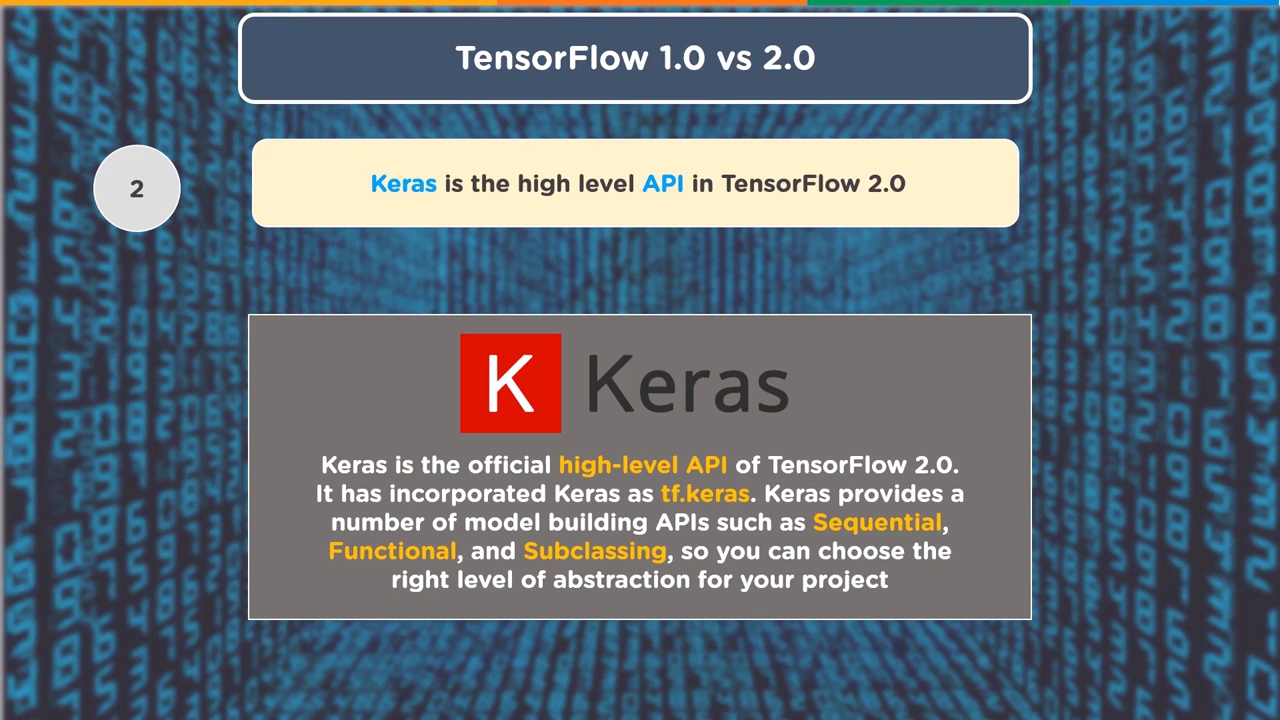 TensorFlow 1.0 vs 2.0
2
Keras is the high level API in TensorFlow 2.0
K Keras
Keras is the official high-level API of TensorFlow 2.0.
It has incorporated Keras as tf.keras. Keras provides a
number of model building APIs such as Sequential,
Functional, and Subclassing, so you can choose the
right level of abstraction for your project